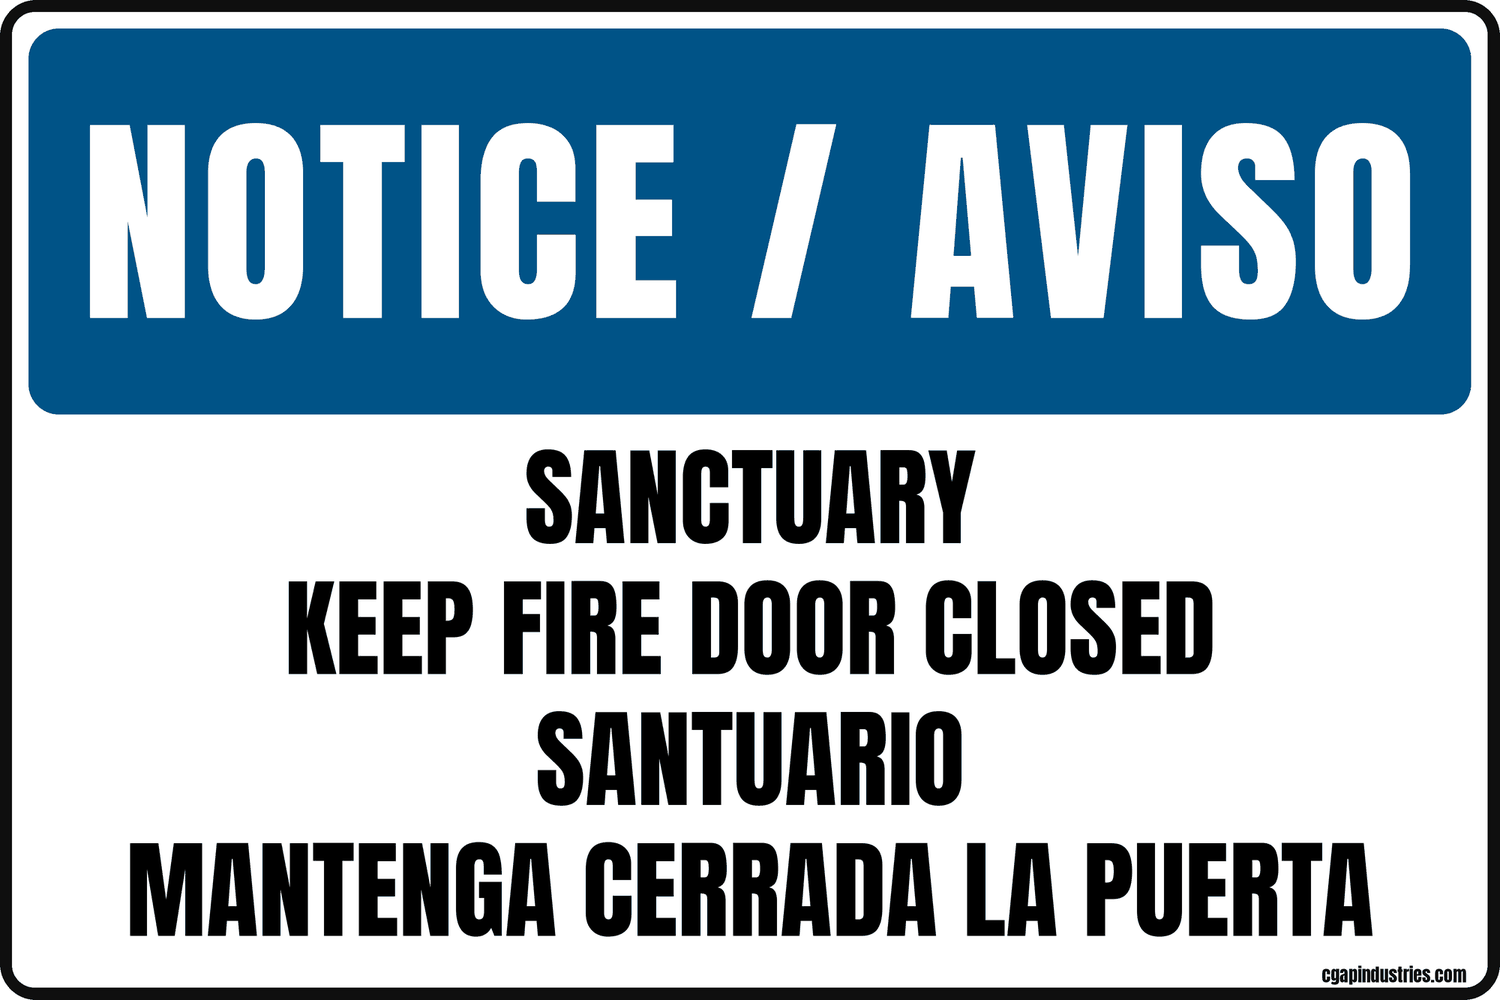 NOTICE / AVISO
SANCTUARY
KEEP FIRE DOOR CLOSED
SANTUARIO
MANTENGA CERRADA LA PUERTA
cgapindustries.com